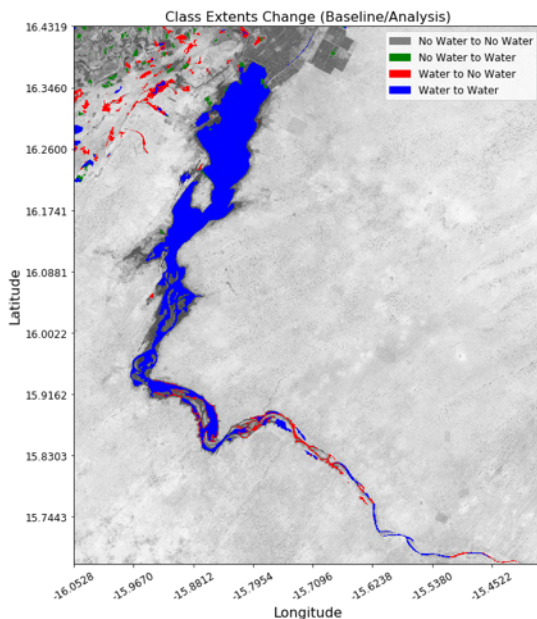 Class Extents Change (Baseline/Analysis)
No Water to No Water
No Water to Water
Water to No Water
Water to Water
Latitude
16.4319
16.3460
16.2600
16.1741
16.0881
16.0022
15.9162
15.8303
15.7443
-16.0528
-15.9670
-15.8812
-15.7954
-15.7096
-15.6238
-15.5380
-15.4522
Longitude